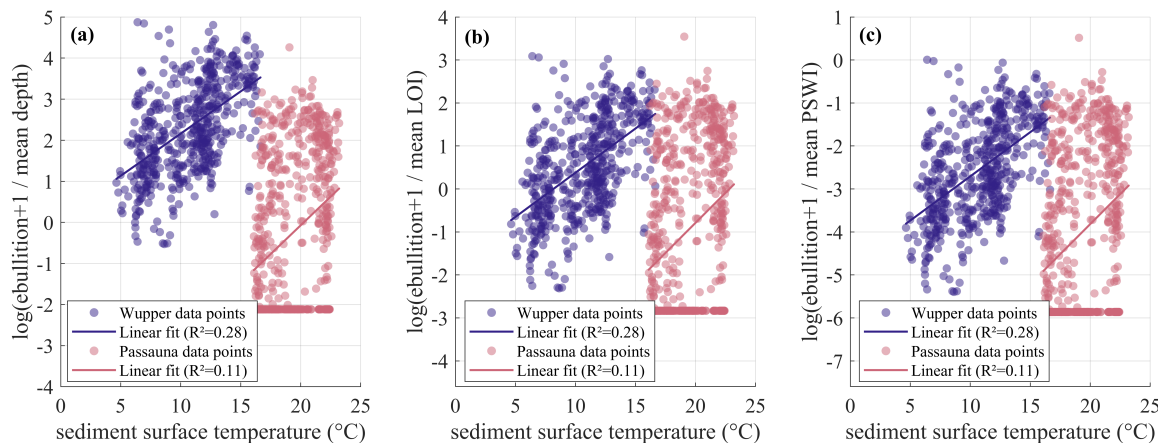 (a)
log(ebullition+1 / mean depth)
5
4
3
2
1
0
-1
-2
-3
-4
Wupper data points
Linear fit (R²=0.28)
Passauna data points
Linear fit (R²=0.11)
0 5 10 15 20 25
sediment surface temperature (°C)
(b)
log(ebullition+1 / mean LOI)
4
3
2
1
0
-1
-2
-3
-4
Wupper data points
Linear fit (R²=0.28)
Passauna data points
Linear fit (R²=0.11)
0 5 10 15 20 25
sediment surface temperature (°C)
(c)
log(ebullition+1 / mean PSWI)
1
0
-1
-2
-3
-4
-5
-6
-7
Wupper data points
Linear fit (R²=0.28)
Passauna data points
Linear fit (R²=0.11)
0 5 10 15 20 25
sediment surface temperature (°C)